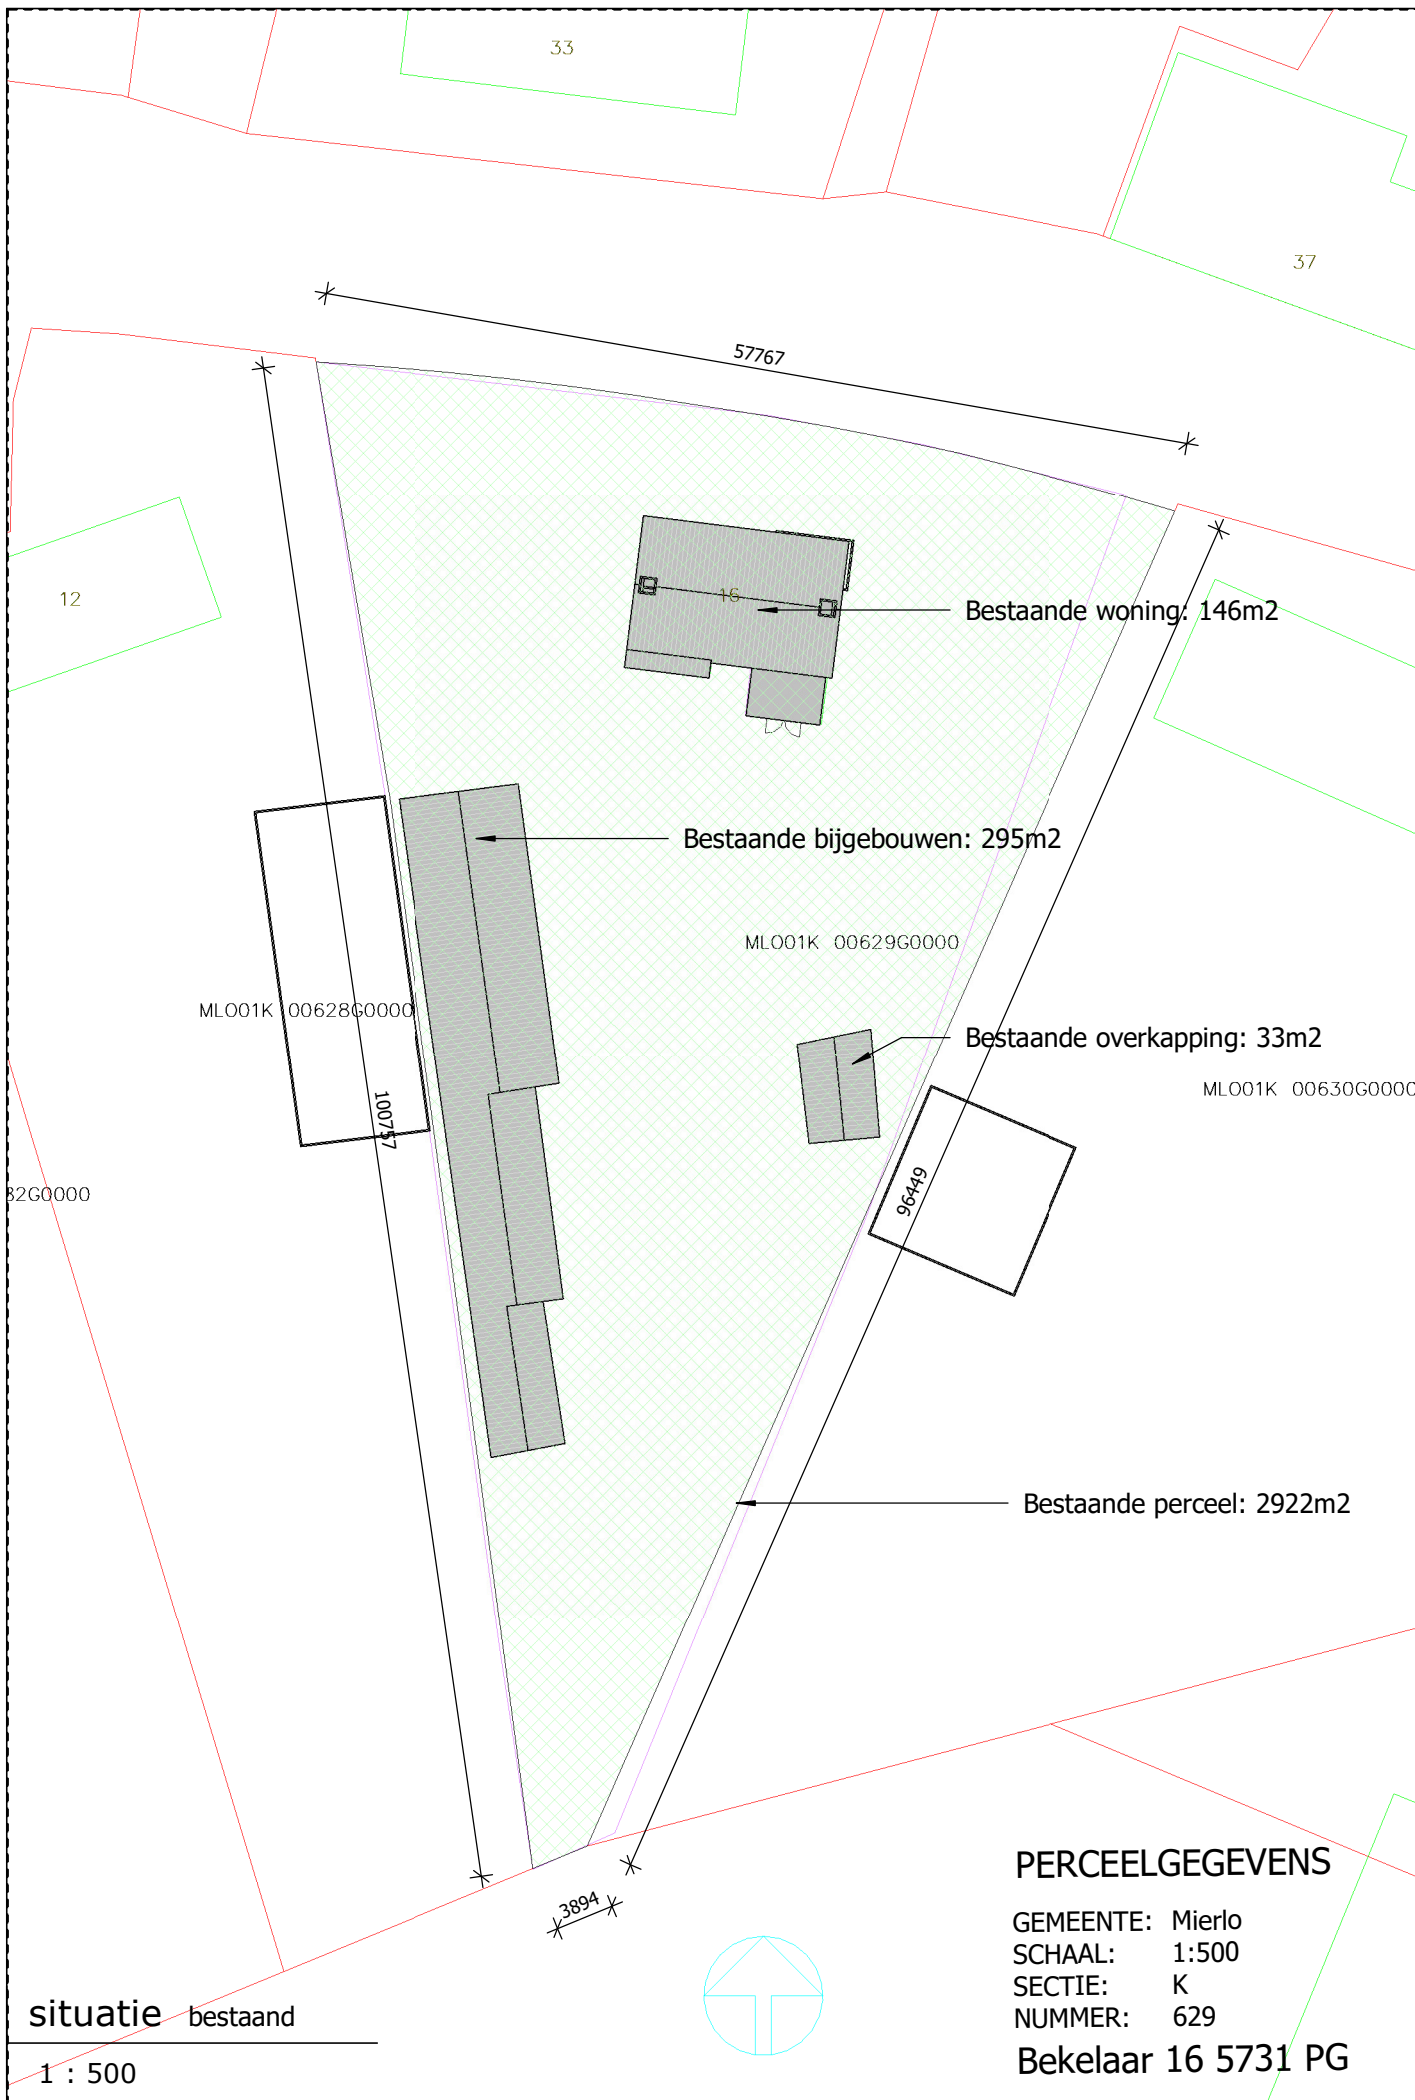 33
37
57767
12
16
Bestaande woning: 146m2
Bestaande bijgebouwen: 295m2
MLO01K 00629G0000
MLO01K 00628G0000
Bestaande overkapping: 33m2
MLO01K 00630G0000
100757
96449
32G0000
Bestaande perceel: 2922m2
3894
PERCEELGEGEVENS
GEMEENTE: Mierlo
SCHAAL: 1:500
SECTIE: K
NUMMER: 629
Bekelaar 16 5731 PG
situatie bestaand
1 : 500